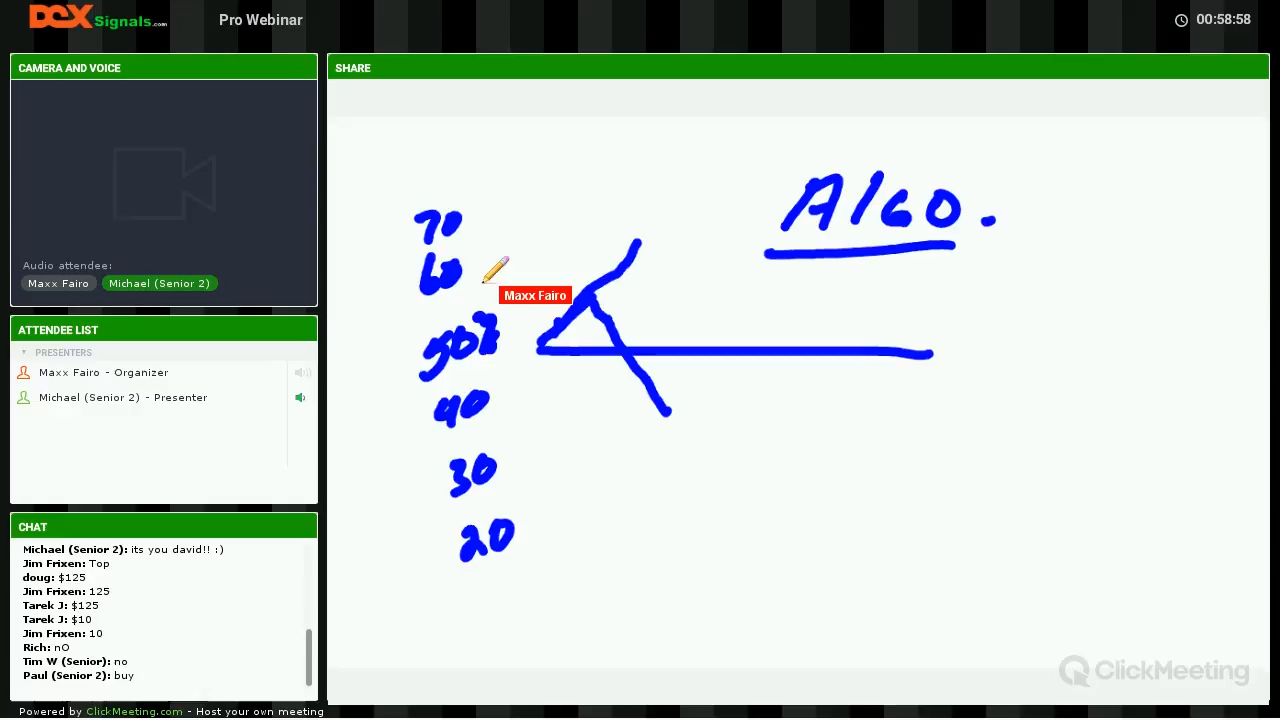 DCX Signals.com
Pro Webinar
00:58:58
CAMERA AND VOICE
Audio attendee:
Maxx Fairo
Michael (Senior 2)
ATTENDEE LIST
PRESENTERS
Maxx Fairo - Organizer
Michael (Senior 2) - Presenter
CHAT
Michael (Senior 2): its you david!! :)
Jim Frixen: Top
doug: $125
Jim Frixen: 125
Tarek J: $125
Tarek J: $10
Jim Frixen: 10
Rich: nO
Tim W (Senior): no
Paul (Senior 2): buy
Powered by ClickMeeting.com - Host your own meeting
SHARE
AlGO.
70
60
Maxx Fairo
50k
40
30
20
ClickMeeting